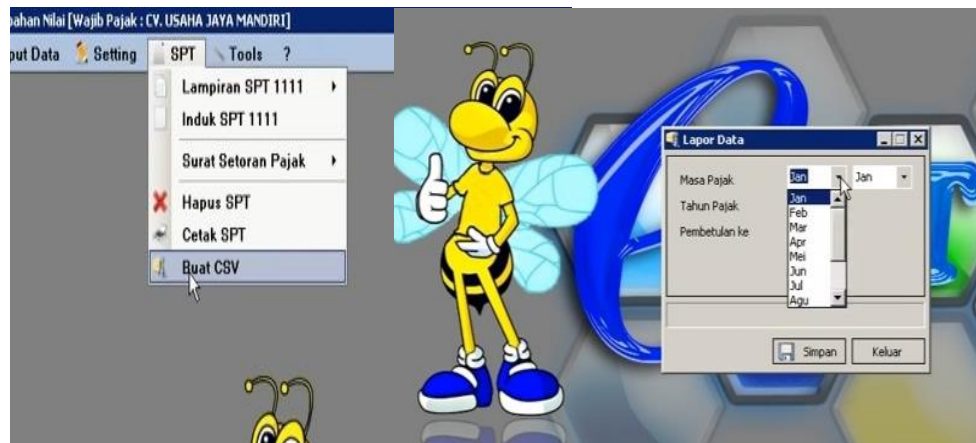 bahan Nilai [Wajib Pajak : CV. USAHA JAYA MANDIRI]
put Data Setting SPT Tools ?
Lampiran SPT 1111
Induk SPT 1111
Surat Setoran Pajak
Hapus SPT
Cetak SPT
Buat CSV
Lapor Data
Masa Pajak Jan Jan
Tahun Pajak
Pembetulan ke
Jan
Feb
Mar
Apr
Mei
Jun
Jul
Agu
Simpan Keluar